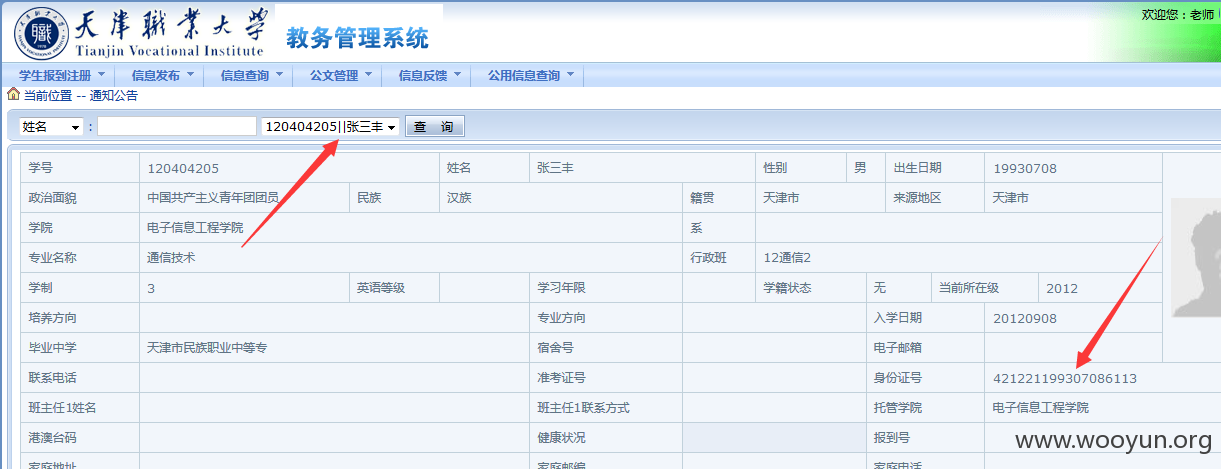 天津職業大學
Tianjin Vocational Institute
教务管理系统
欢迎您：老师
学生报到注册 信息发布 信息查询 公文管理 信息反馈 公用信息查询
当前位置 -- 通知公告
姓名 : 120404205||张三丰 查 询
学号 120404205 姓名 张三丰 性别 男 出生日期 19930708
政治面貌 中国共产主义青年团团员 民族 汉族 籍贯 天津市 来源地区 天津市
学院 电子信息工程学院 系
专业名称 通信技术 行政班 12通信2
学制 3 英语等级 学习年限 学籍状态 无 当前所在级 2012
培养方向 专业方向 入学日期 20120908
毕业中学 天津市民族职业中等专 宿舍号 电子邮箱
联系电话 准考证号 身份证号 421221199307086113
班主任1姓名 班主任1联系方式 托管学院 电子信息工程学院
港澳台码 健康状况 报到号
www.wooyun.org
家庭地址 家庭邮编 家庭电话